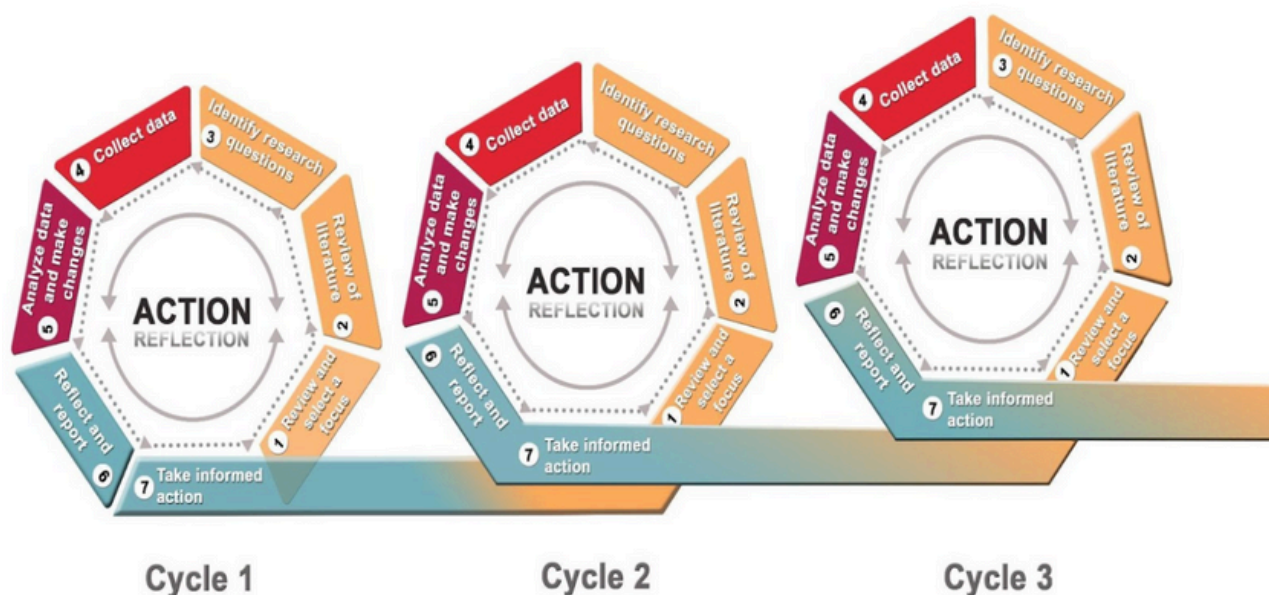 1 Review and
select a
focus
2 Review of
literature
3 Identify research
questions
4 Collect data
5 Analyze data
and make
changes
6 Reflect and
report
7 Take informed
action
ACTION
REFLECTION
Cycle 1
1 Review and
select a
focus
2 Review of
literature
Identify research
questions
4 Collect data
5 Analyze data
and make
changes
6 Reflect and
report
7 Take informed
action
ACTION
REFLECTION
Cycle 2
1 Review and
select a
focus
2 Review of
literature
3 Identify research
questions
4 Collect data
5 Analyze data
and make
changes
6 Reflect and
report
7 Take informed
action
ACTION
REFLECTION
Cycle 3